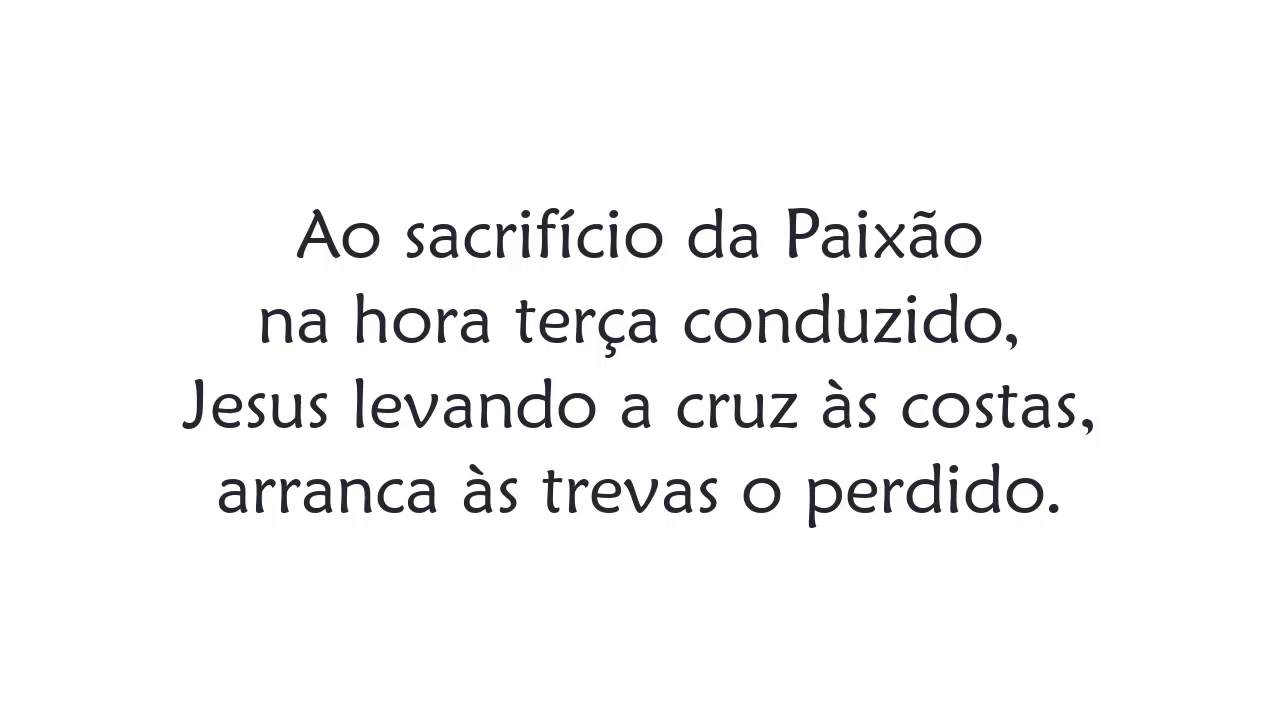 Ao sacrifício da Paixão
na hora terça conduzido,
Jesus levando a cruz às costas,
arranca às trevas o perdido.